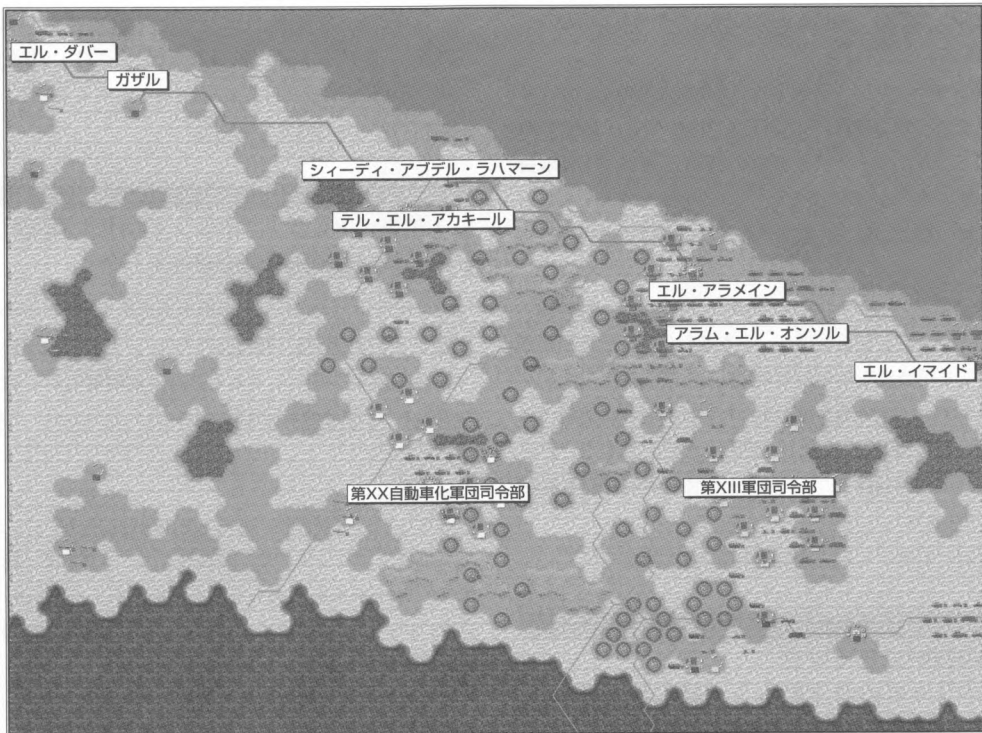 エル・ダバー
ガザル
シィーディ・アブデル・ラハマーン
テル・エル・アカキール
エル・アラメイン
アラム・エル・オンソル
エル・イマイド
第XX自動車化軍団司令部
第XIII軍団司令部